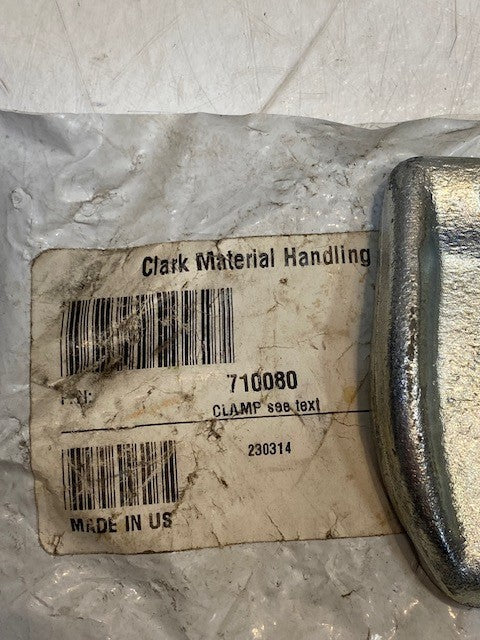 Clark Material Handling
P/N:
710080
CLAMP see text
230314
MADE IN US